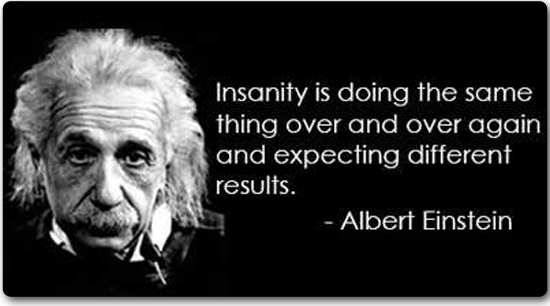 Insanity is doing the same
thing over and over again
and expecting different
results.
- Albert Einstein